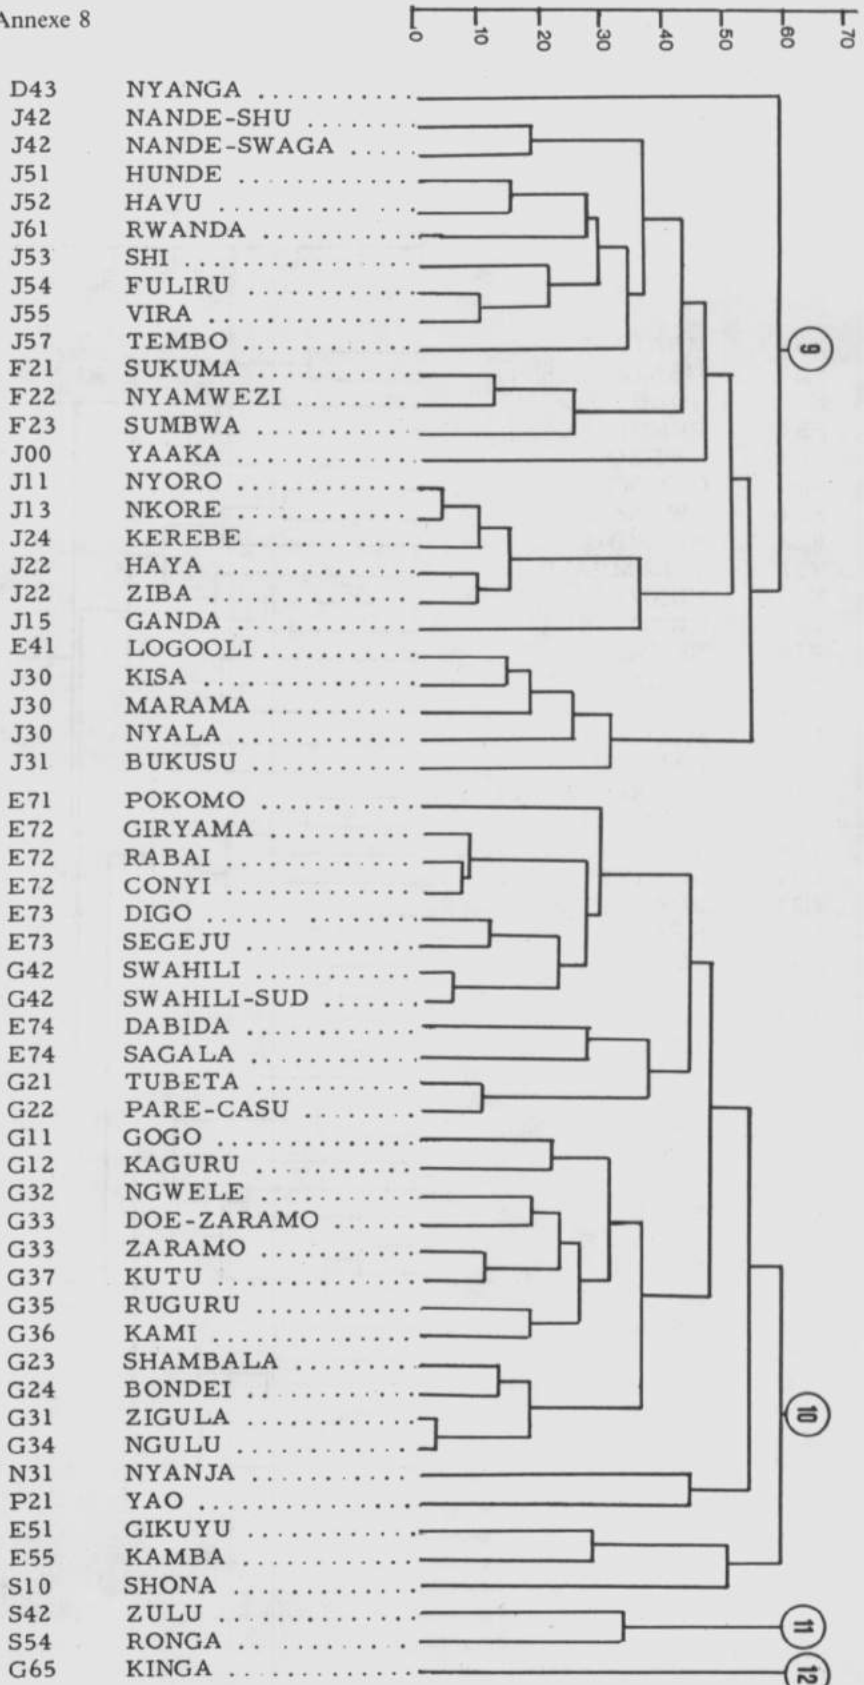 Annexe 8
0 10 20 30 40 50 60 70
D43 NYANGA
J42 NANDE-SHU
J42 NANDE-SWAGA
J51 HUNDE
J52 HAVU
J61 RWANDA
J53 SHI
J54 FULIRU
J55 VIRA
J57 TEMBO
9
F21 SUKUMA
F22 NYAMWEZI
F23 SUMBWA
J00 YAAKA
J11 NYORO
J13 NKORE
J24 KEREBE
J22 HAYA
J22 ZIBA
J15 GANDA
E41 LOGOOLI
J30 KISA
J30 MARAMA
J30 NYALA
J31 BUKUSU
E71 POKOMO
E72 GIRYAMA
E72 RABAI
E72 CONYI
E73 DIGO
E73 SEGEJU
G42 SWAHILI
G42 SWAHILI-SUD
E74 DABIDA
E74 SAGALA
G21 TUBETA
G22 PARE-CASU
G11 GOGO
G12 KAGURU
G32 NGWELE
G33 DOE-ZARAMO
G33 ZARAMO
G37 KUTU
G35 RUGURU
G36 KAMI
G23 SHAMBALA
G24 BONDEI
G31 ZIGULA
10
G34 NGULU
N31 NYANJA
P21 YAO
E51 GIKUYU
E55 KAMBA
S10 SHONA
S42 ZULU
11
S54 RONGA
G65 KINGA
12